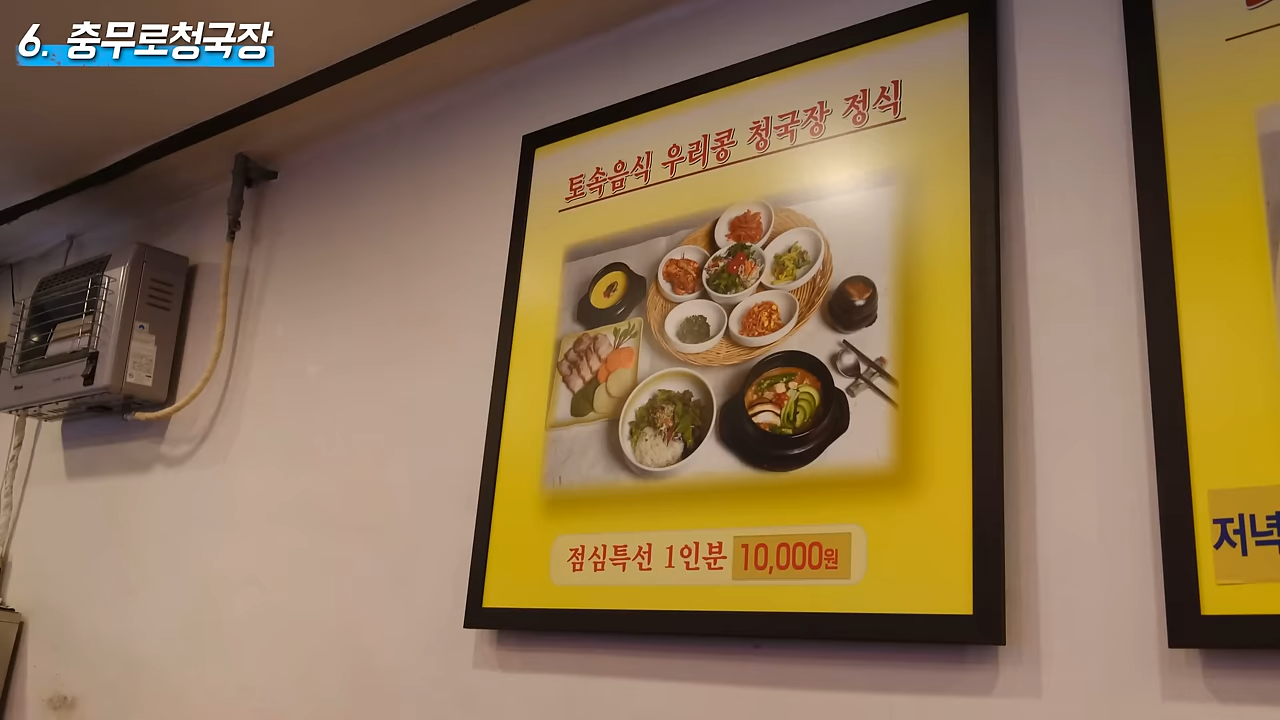 6. 충무로청국장
토속음식 우리콩 청국장 정식
점심특선 1인분 10,000원
저녁